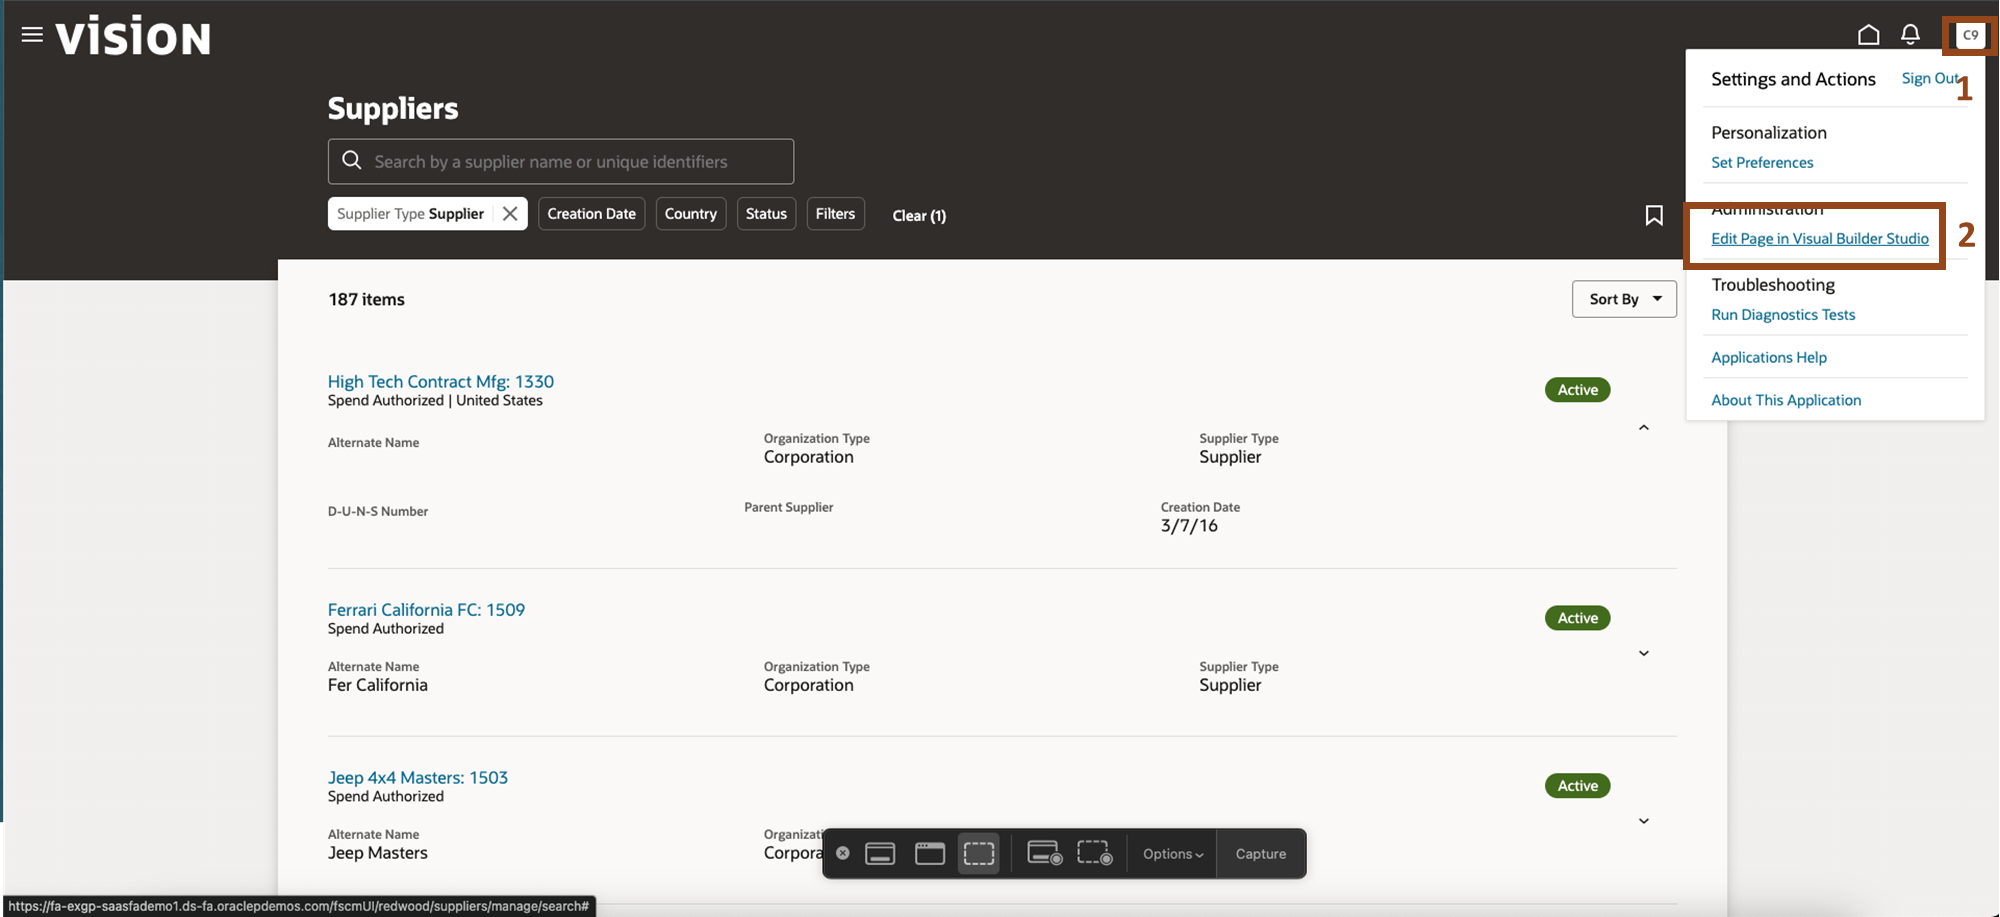 vision
C9
Settings and Actions Sign Out
1
Personalization
Set Preferences
Administration
Edit Page in Visual Builder Studio
2
Troubleshooting
Run Diagnostics Tests
Applications Help
About This Application
Suppliers
Search by a supplier name or unique identifiers
Supplier Type Supplier Creation Date Country Status Filters Clear (1)
187 items Sort By
High Tech Contract Mfg: 1330 Active
Spend Authorized | United States
Alternate Name Organization Type Supplier Type
Corporation Supplier
D-U-N-S Number Parent Supplier Creation Date
3/7/16
Ferrari California FC: 1509 Active
Spend Authorized
Alternate Name Organization Type Supplier Type
Fer California Corporation Supplier
Jeep 4x4 Masters: 1503 Active
Spend Authorized
Alternate Name Organizati
Jeep Masters Corpora
Options Capture
https://fa-exgp-saasfademo1.ds-fa.oraclepdemos.com/fscmUI/redwood/suppliers/manage/search#